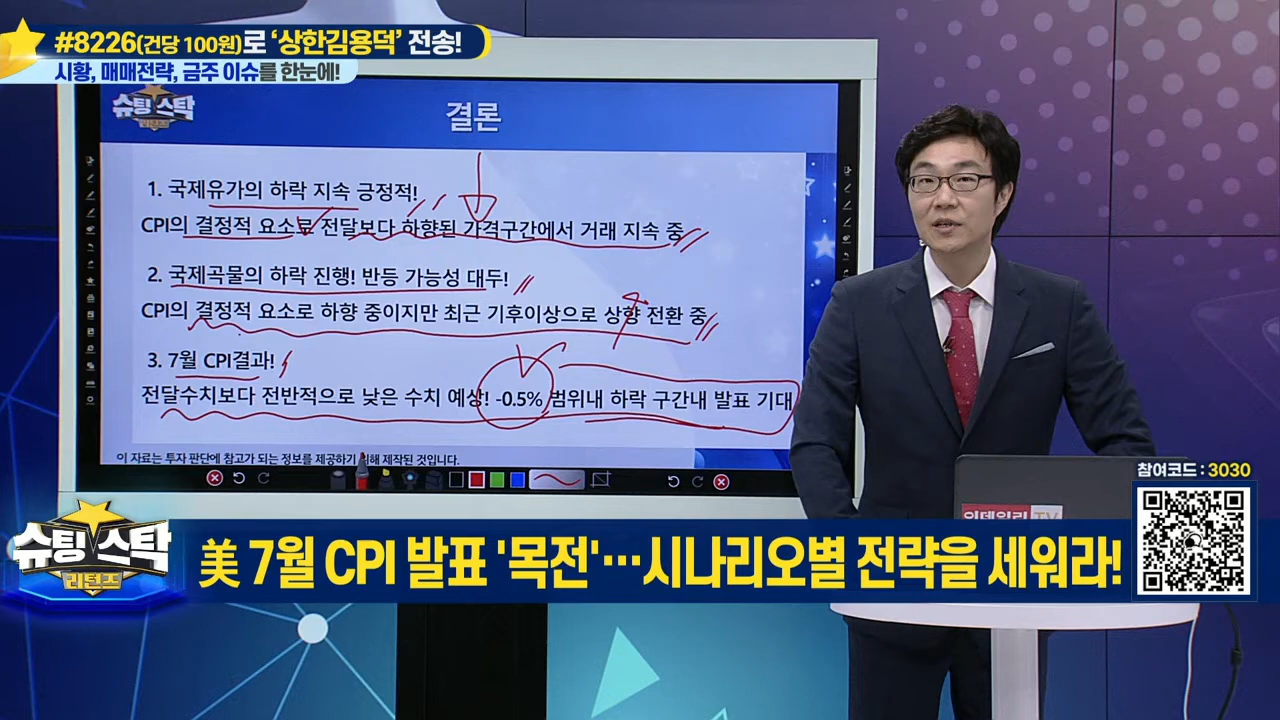 #8226(건당 100원)로 '상한김용덕' 전송!
시황, 매매전략, 금주 이슈를 한눈에!
슈팅 스탁
리턴즈
결론
1. 국제유가의 하락 지속 긍정적!
CPI의 결정적 요소로 전달보다 하향된 가격구간에서 거래 지속 중
2. 국제곡물의 하락 진행! 반등 가능성 대두!
CPI의 결정적 요소로 하향 중이지만 최근 기후이상으로 상향 전환 중
3. 7월 CPI결과!
전달수치보다 전반적으로 낮은 수치 예상! -0.5% 범위내 하락 구간내 발표 기대
이 자료는 투자 판단에 참고가 되는 정보를 제공하기 위해 제작된 것입니다.
참여코드 : 3030
이데일리 TV
슈팅 스탁
리턴즈
美 7월 CPI 발표 '목전'…시나리오별 전략을 세워라!